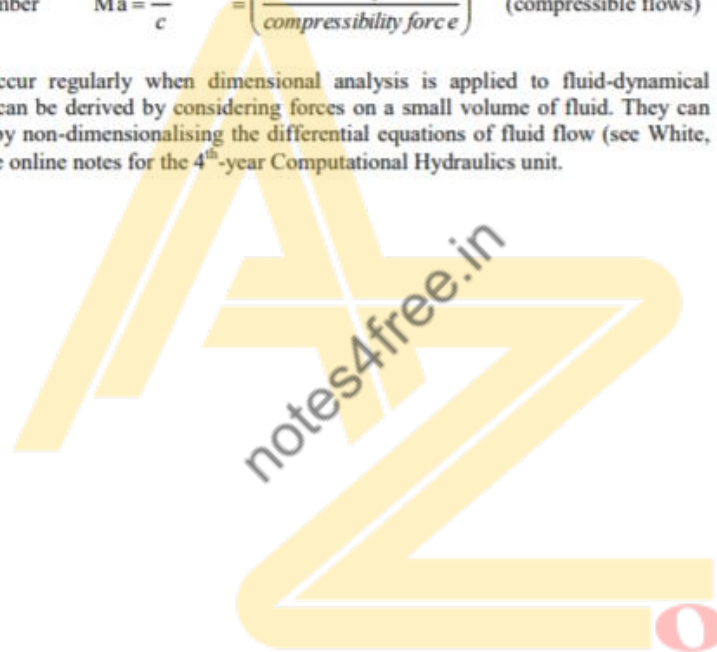 Ma = — = ( / compressibility force ) (compressible flows)
c
regularly when dimensional analysis is applied to fluid-dynamical
can be derived by considering forces on a small volume of fluid. They can
non-dimensionalising the differential equations of fluid flow (see White,
online notes for the 4th-year Computational Hydraulics unit.
notes4free.in
AZ
O